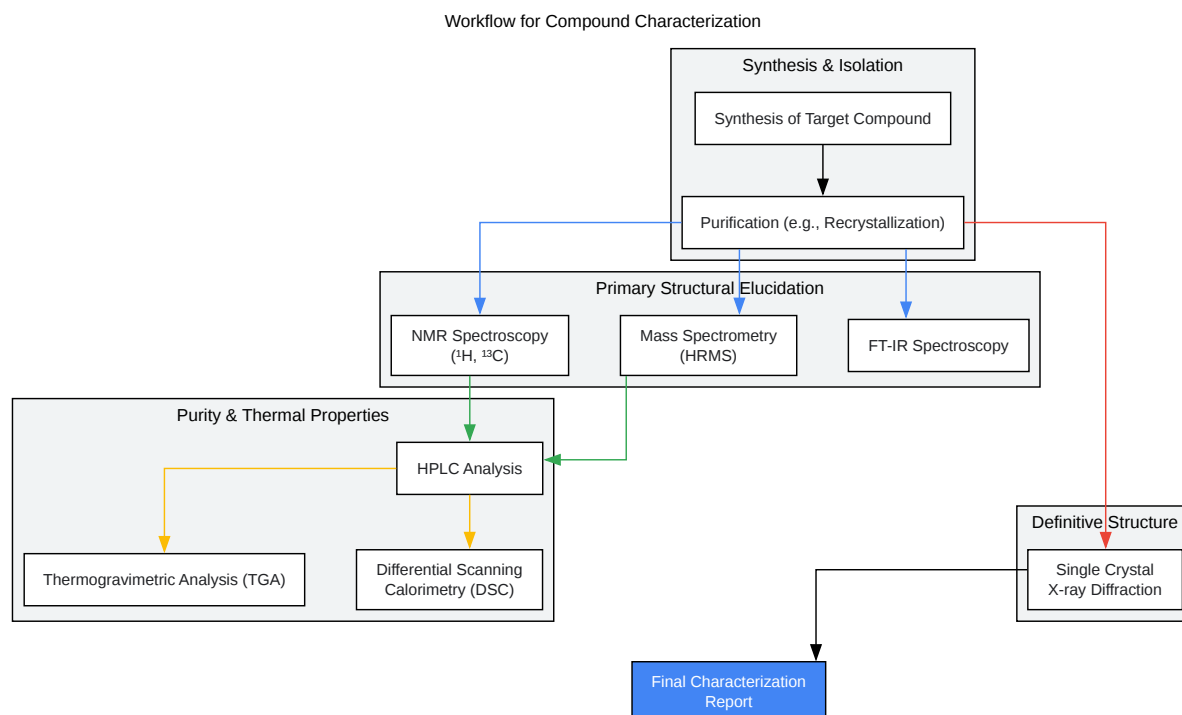 Workflow for Compound Characterization
Synthesis & Isolation
Synthesis of Target Compound
Purification (e.g., Recrystallization)
Primary Structural Elucidation
NMR Spectroscopy
(¹H, ¹³C)
Mass Spectrometry
(HRMS)
FT-IR Spectroscopy
Purity & Thermal Properties
HPLC Analysis
Thermogravimetric Analysis (TGA)
Differential Scanning
Calorimetry (DSC)
Definitive Structure
Single Crystal
X-ray Diffraction
Final Characterization
Report